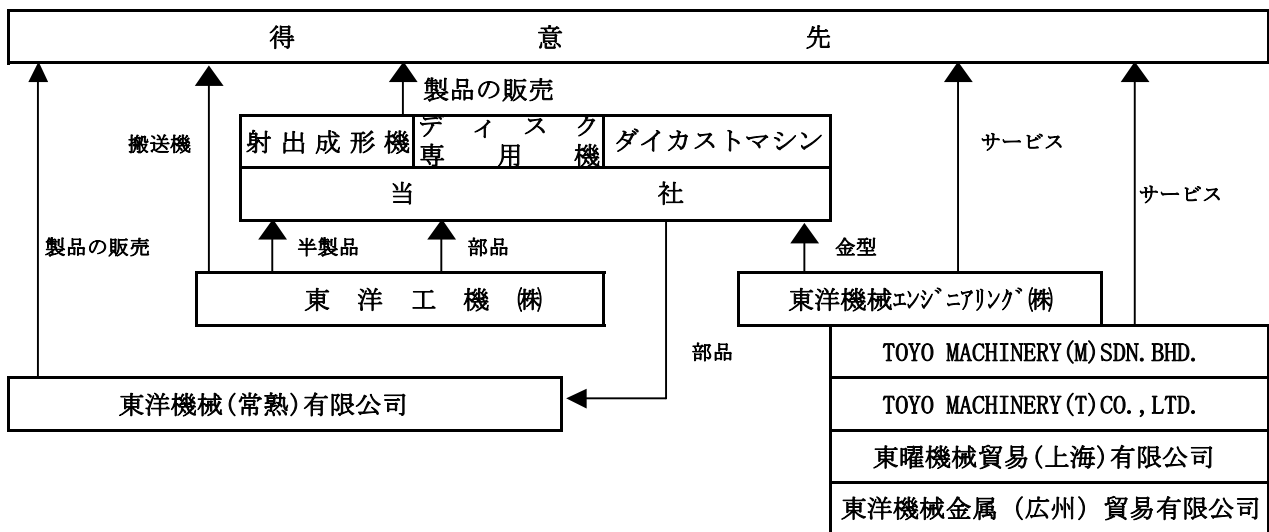 得意先
製品の販売
搬送機
射出成形機
ディスク
専用機
ダイカストマシン
サービス
当社
サービス
製品の販売
半製品
部品
金型
東洋工機㈱
東洋機械ｴﾝｼﾞﾆｱﾘﾝｸﾞ㈱
部品
TOYO MACHINERY(M)SDN.BHD.
東洋機械(常熟)有限公司
TOYO MACHINERY(T)CO.,LTD.
東曜機械貿易(上海)有限公司
東洋機械金属（広州）貿易有限公司